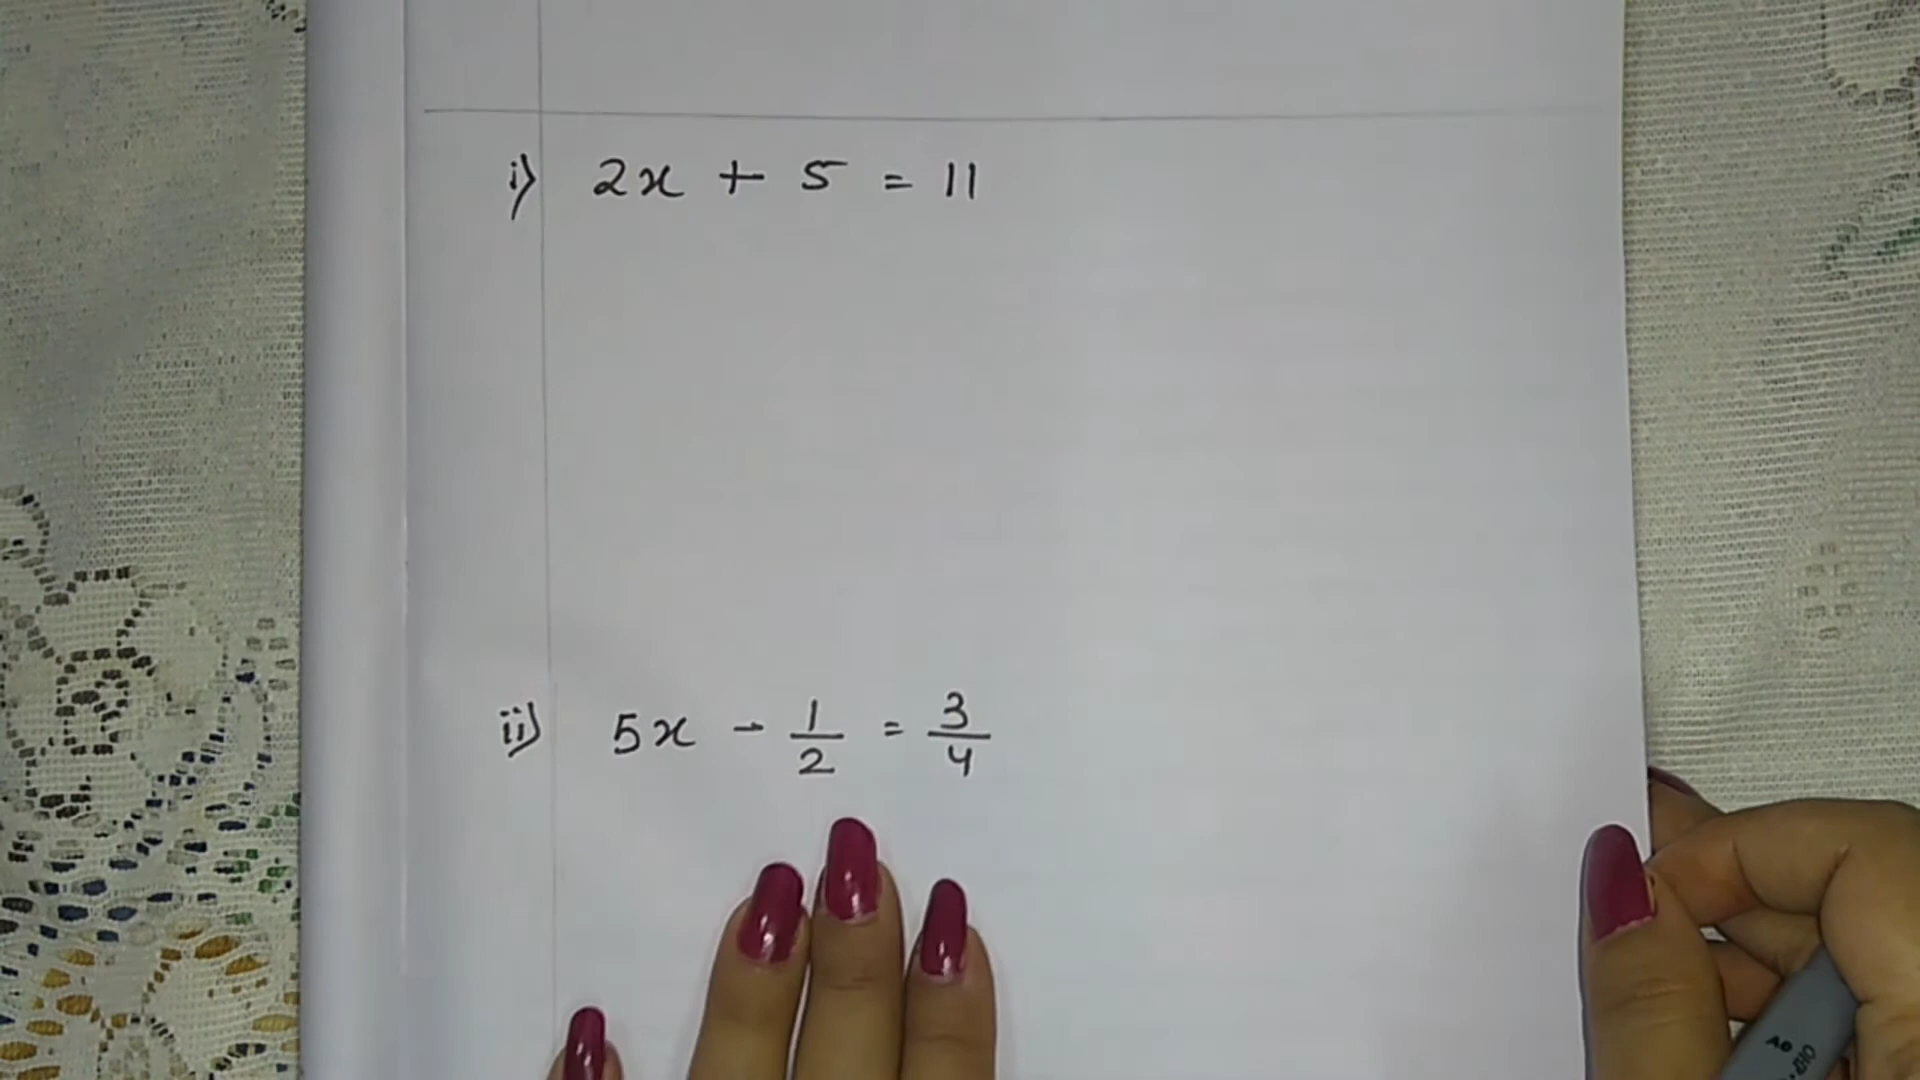 i) 2x + 5 = 11
ii) 5x - 1/2 = 3/4